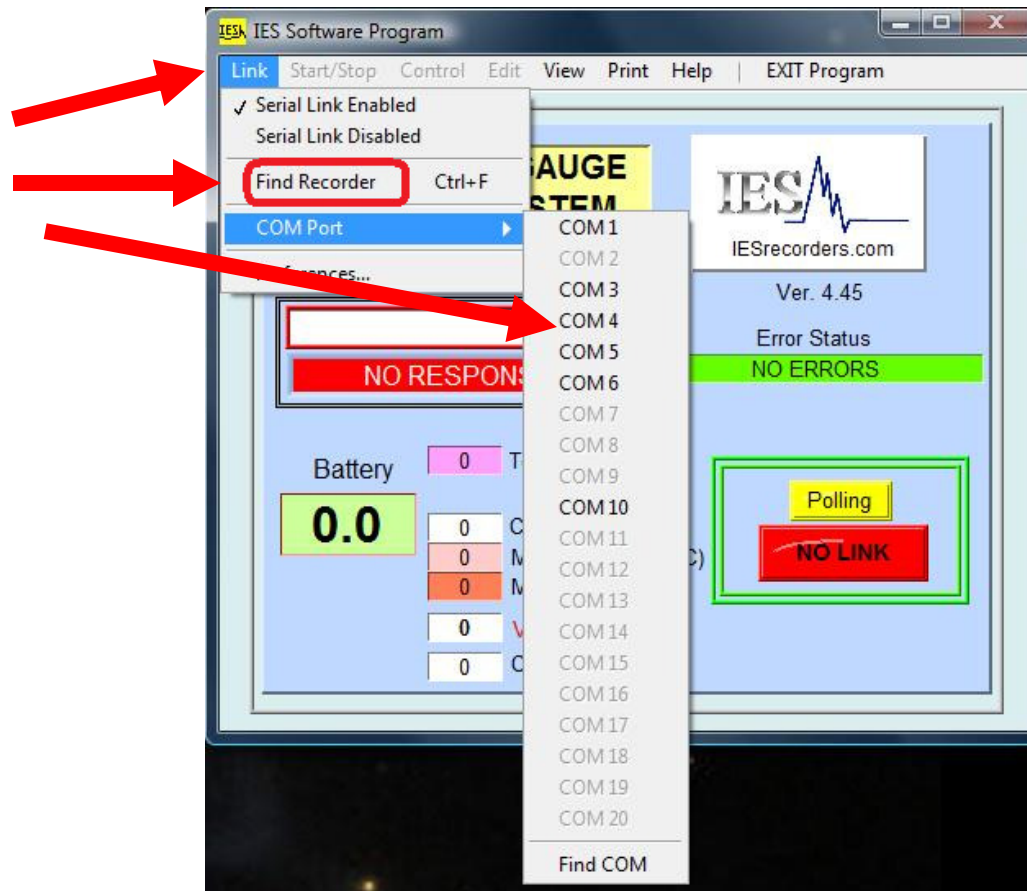 IESA IES Software Program
Link Start/Stop Control Edit View Print Help | EXIT Program
✓ Serial Link Enabled
Serial Link Disabled
Find Recorder Ctrl+F
COM Port
COM 1
COM 2
COM 3
COM 4
COM 5
COM 6
COM 7
COM 8
COM 9
COM 10
COM 11
COM 12
COM 13
COM 14
COM 15
COM 16
COM 17
COM 18
COM 19
COM 20
Find COM
IES
IESrecorders.com
Ver. 4.45
Error Status
NO ERRORS
NO RESPONS
Battery
0.0
0 T
0 C
0 M
0 M
0 V
0 C
Polling
NO LINK